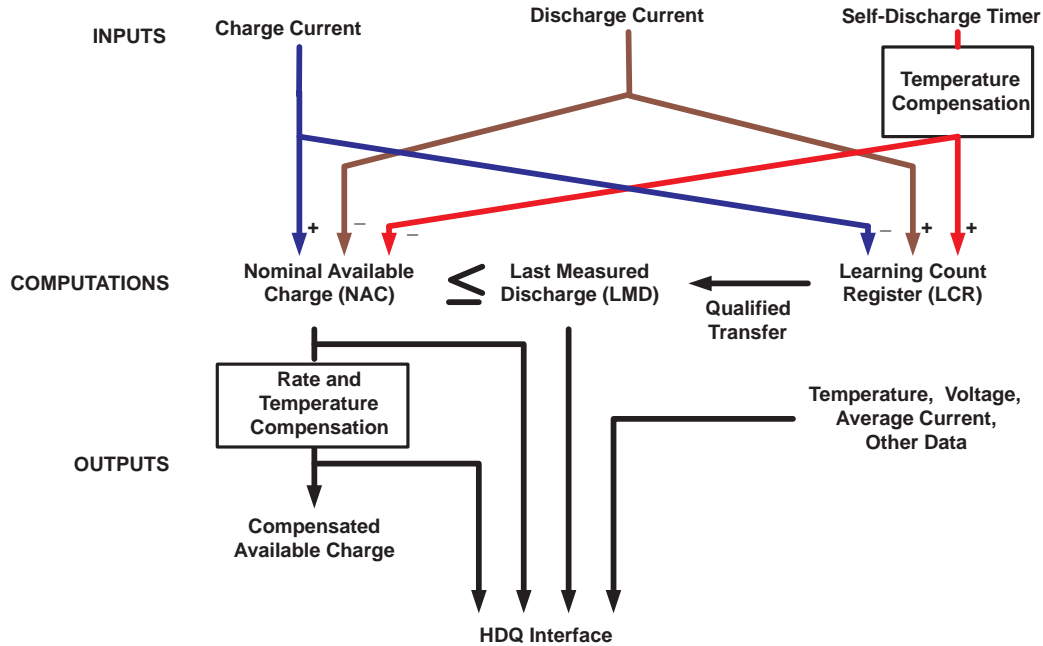 INPUTS
Charge Current
Discharge Current
Self-Discharge Timer
Temperature
Compensation
+
–
–
–
+
+
COMPUTATIONS
Nominal Available
Charge (NAC)
≤
Last Measured
Discharge (LMD)
Qualified
Transfer
Learning Count
Register (LCR)
Rate and
Temperature
Compensation
Temperature, Voltage,
Average Current,
Other Data
OUTPUTS
Compensated
Available Charge
HDQ Interface